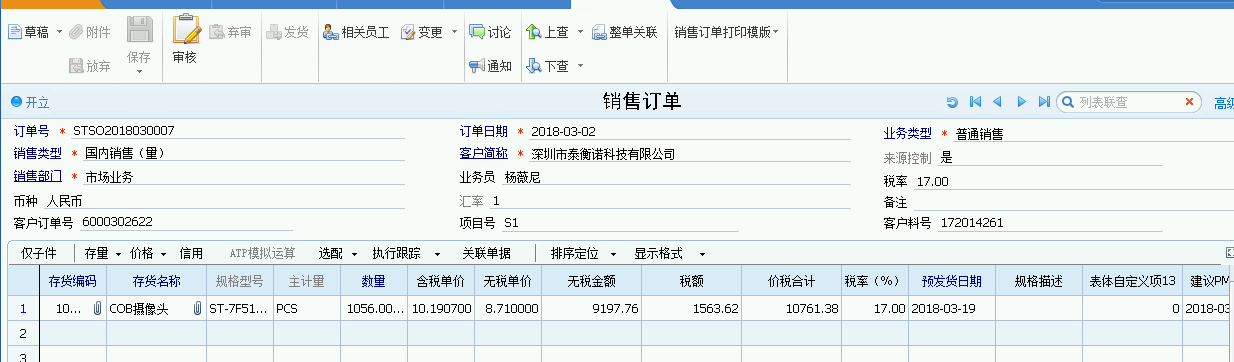 草稿 附件 弃审 发货 相关员工 变更 讨论 上查 整单关联 销售订单打印模版
放弃 保存 审核 通知 下查
开立 销售订单 列表联查 高级
订单号 * STSO2018030007 订单日期 * 2018-03-02 业务类型 * 普通销售
销售类型 * 国内销售（量） 客户简称 * 深圳市泰衡诺科技有限公司 来源控制 是
销售部门 * 市场业务 业务员 杨薇尼 税率 17.00
币种 人民币 汇率 1 备注
客户订单号 6000302622 项目号 S1 客户料号 172014261
仅子件 存量 价格 信用 ATP模拟运算 选配 执行跟踪 关联单据 排序定位 显示格式
存货编码 存货名称 规格型号 主计量 数量 含税单价 无税单价 无税金额 税额 价税合计 税率（%） 预发货日期 规格描述 表体自定义项13 建议PM
1 10... COB摄像头 ST-7F51... PCS 1056.00... 10.190700 8.710000 9197.76 1563.62 10761.38 17.00 2018-03-19 0 2018-03
2
3